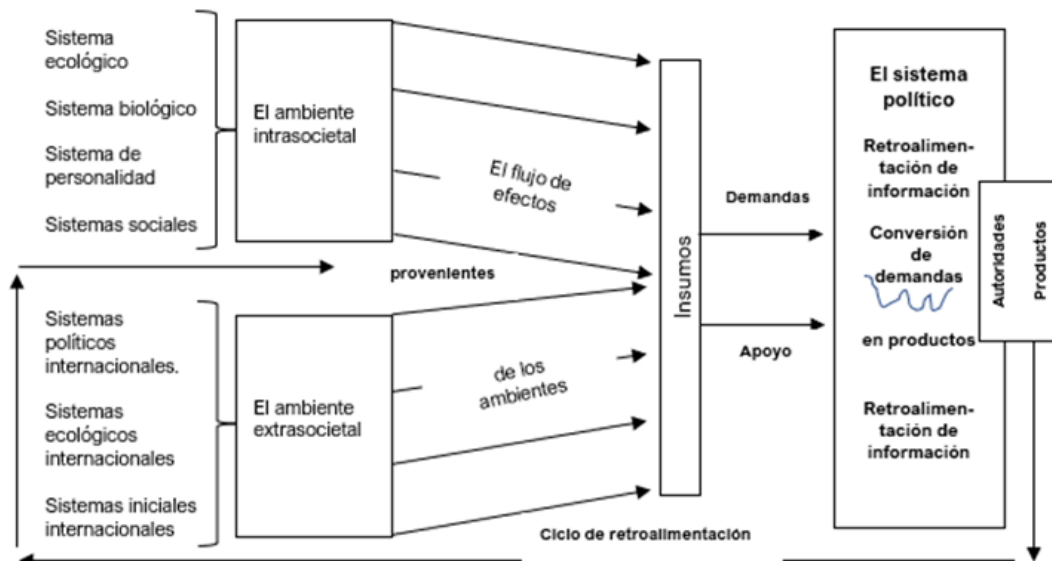 Sistema
ecológico
Sistema biológico
Sistema de
personalidad
Sistemas sociales
El ambiente
intrasocietal
El flujo de
efectos
provenientes
Sistemas
políticos
internacionales.
Sistemas
ecológicos
internacionales
Sistemas iniciales
internacionales
El ambiente
extrasocietal
de los
ambientes
Insumos
Demandas
Apoyo
El sistema
político
Retroalimen-
tación de
información
Conversión
de
demandas
en productos
Retroalimen-
tación de
información
Autoridades
Productos
Ciclo de retroalimentación